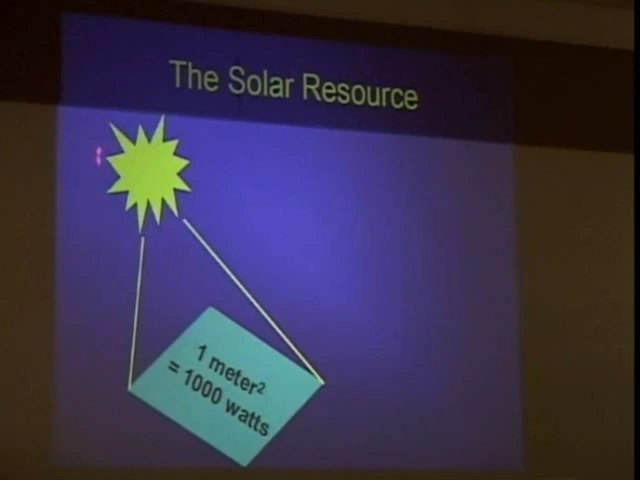 The Solar Resource
1 meter²
= 1000 watts